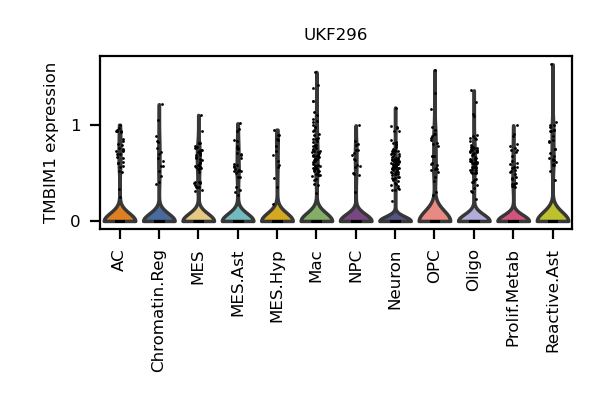 UKF296
TMBIM1 expression
1
0
AC
Chromatin.Reg
MES
MES.Ast
MES.Hyp
Mac
NPC
Neuron
OPC
Oligo
Prolif.Metab
Reactive.Ast